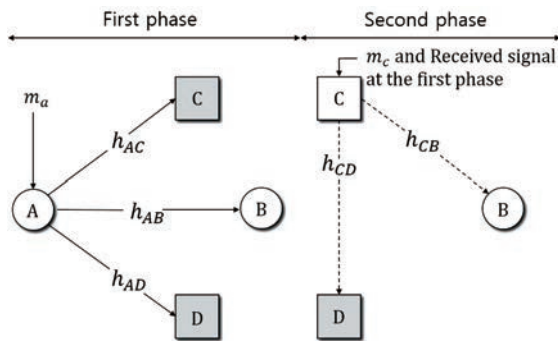 First phase
Second phase
m_a
C
h_AC
A
h_AB
B
h_AD
D
m_c and Received signal
at the first phase
C
h_CD
h_CB
B
D